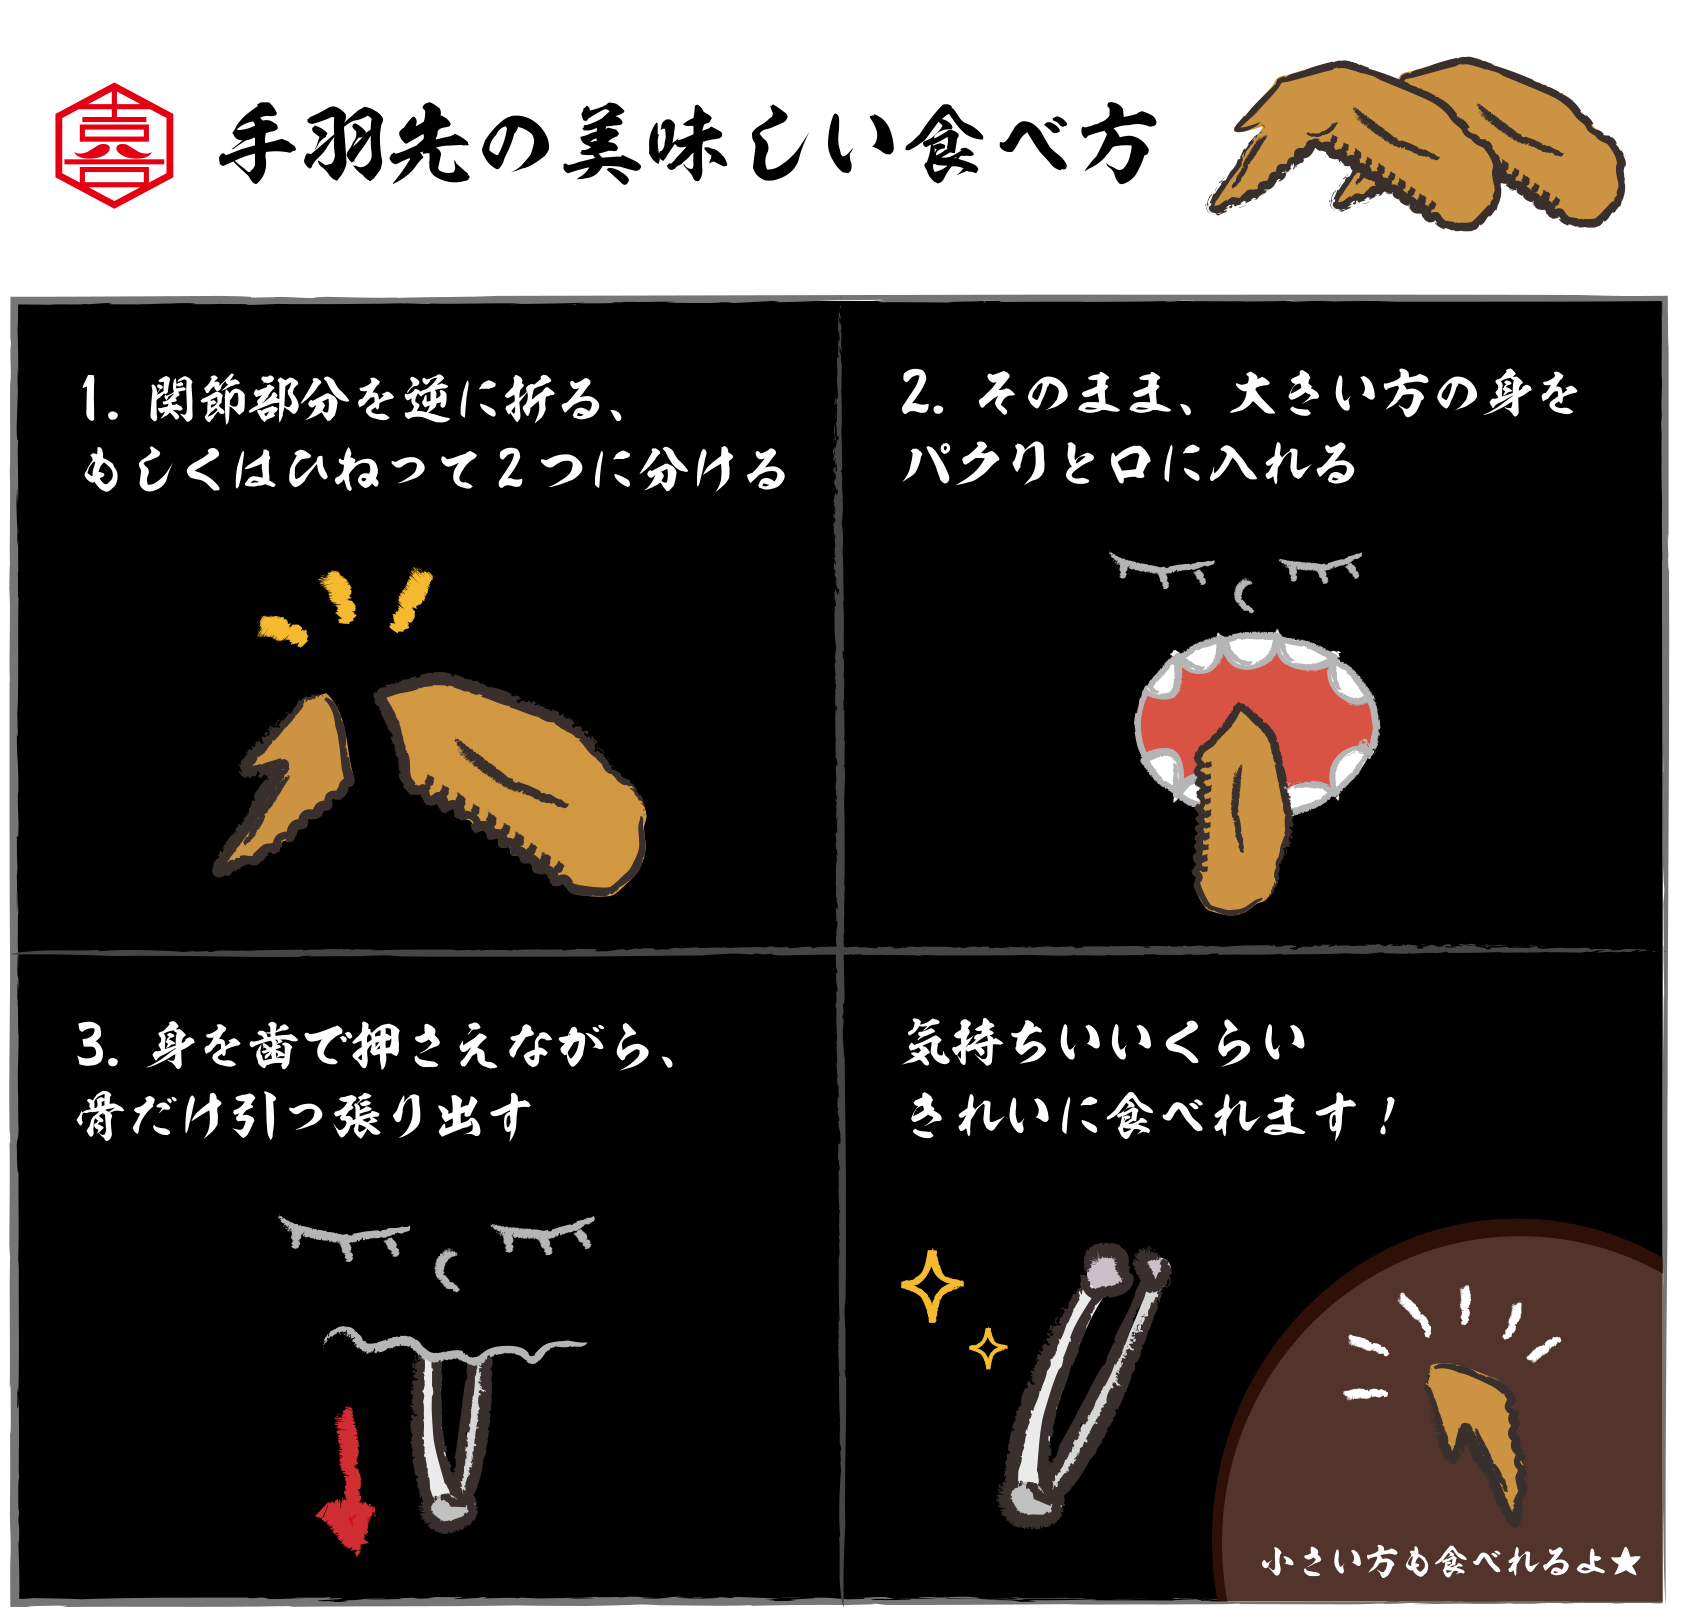 手羽先の美味しい食べ方
1. 関節部分を逆に折る、
もしくはひねって2つに分ける
2. そのまま、大きい方の身を
パクリと口に入れる
3. 身を歯で押さえながら、
骨だけ引っ張り出す
気持ちいいくらい
きれいに食べれます！
小さい方も食べれるよ★